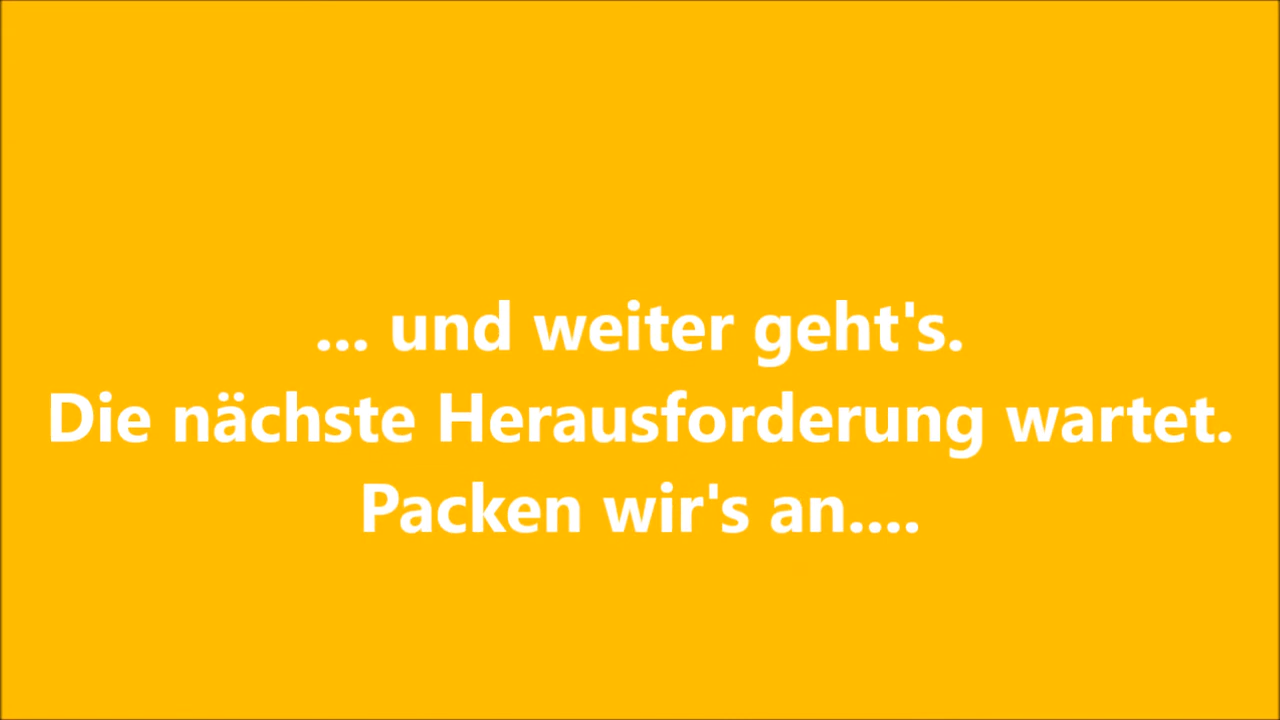 ... und weiter geht's.
Die nächste Herausforderung wartet.
Packen wir's an....